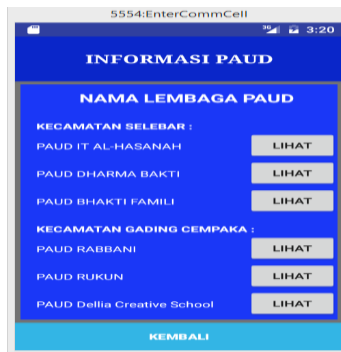 5554:EnterCommCell
3G 3:20
INFORMASI PAUD
NAMA LEMBAGA PAUD
KECAMATAN SELEBAR :
PAUD IT AL-HASANAH LIHAT
PAUD DHARMA BAKTI LIHAT
PAUD BHAKTI FAMILI LIHAT
KECAMATAN GADING CEMPAKA :
PAUD RABBANI LIHAT
PAUD RUKUN LIHAT
PAUD Dellia Creative School LIHAT
KEMBALI